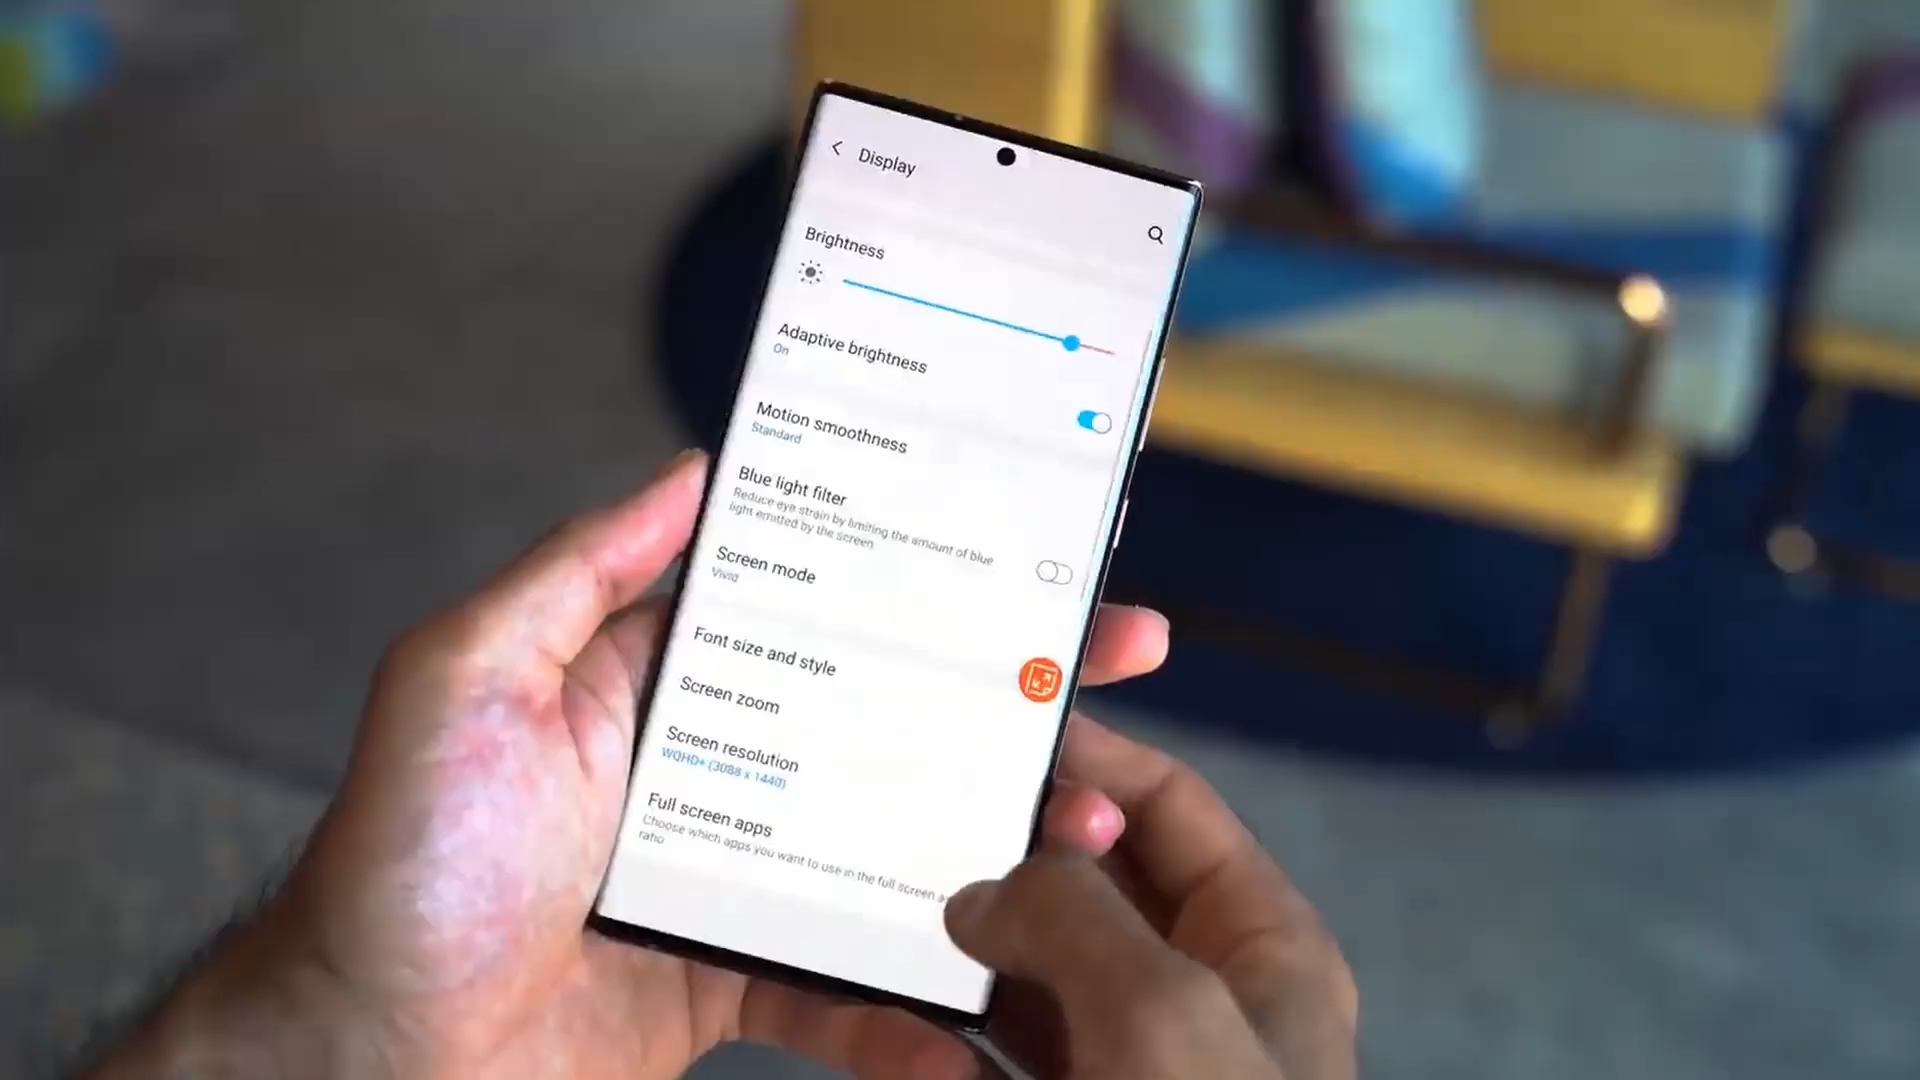 Display
Brightness
Adaptive brightness
On
Motion smoothness
Standard
Blue light filter
Reduce eye strain by limiting the amount of blue
light emitted by the screen
Screen mode
Vivid
Font size and style
Screen zoom
Screen resolution
WQHD+ (3088 x 1440)
Full screen apps
Choose which apps you want to use in the full screen
ratio